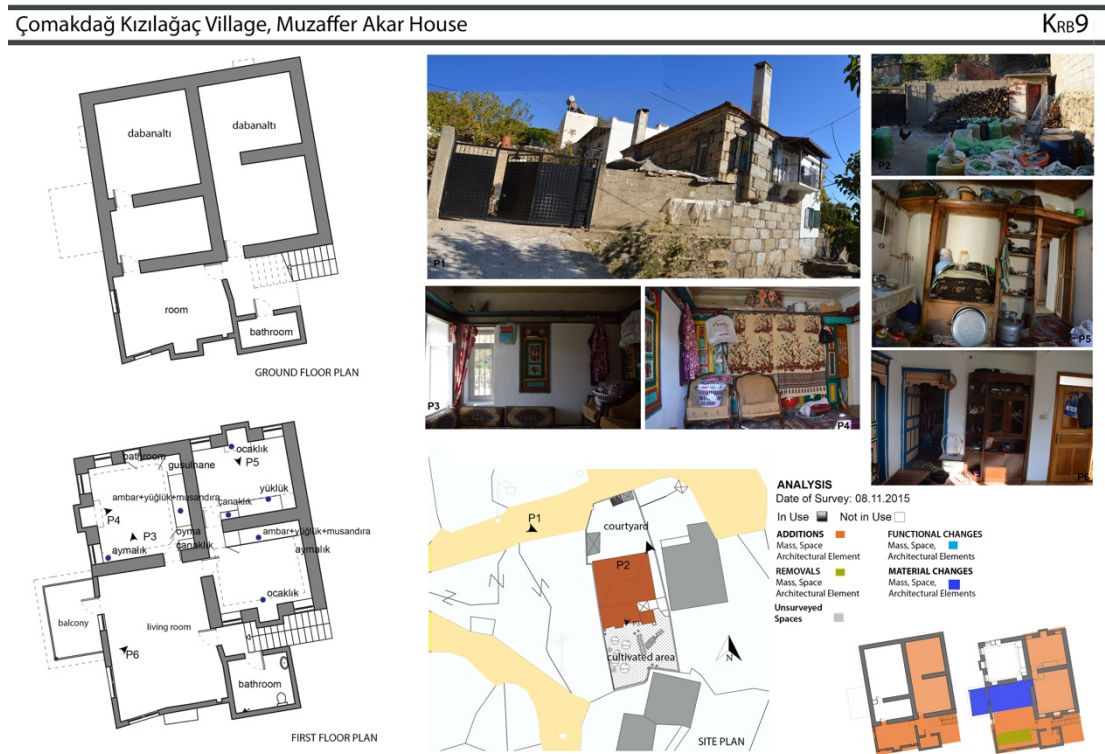 Çomakdağ Kızılağaç Village, Muzaffer Akar House
KRB9
dabanaltı
dabanaltı
room
bathroom
GROUND FLOOR PLAN
P1
P2
P3
P4
P5
P6
bathroom
ocaklık
gusulhane
P5
ambar+yüğlük+musandıra
yüklük
P4
çanaklık
P3
oyma
çanaklık
ambar+yüğlük+musandıra
aymalık
aymalık
ocaklık
balcony
living room
P6
bathroom
FIRST FLOOR PLAN
P1
courtyard
P2
cultivated area
N
SITE PLAN
ANALYSIS
Date of Survey: 08.11.2015
In Use Not in Use
ADDITIONS
Mass, Space
Architectural Element
REMOVALS
Mass, Space
Architectural Element
Unsurveyed
Spaces
FUNCTIONAL CHANGES
Mass, Space,
Architectural Element
MATERIAL CHANGES
Mass, Space,
Architectural Elements